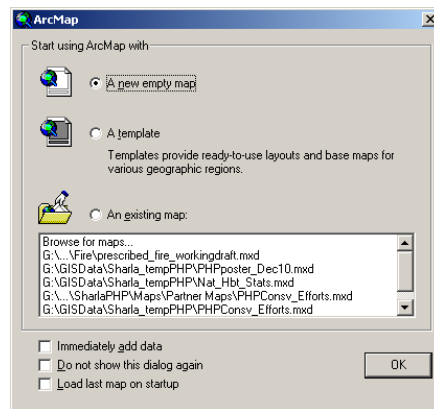 ArcMap
Start using ArcMap with
A new empty map
A template
Templates provide ready-to-use layouts and base maps for
various geographic regions.
An existing map:
Browse for maps...
G:\...\Fire\prescribed_fire_workingdraft.mxd
G:\GISData\Sharla_tempPHP\PHPposter_Dec10.mxd
G:\GISData\Sharla_tempPHP\Nat_Hbt_Stats.mxd
G:\...\SharlaPHP\Maps\Partner Maps\PHPConsv_Efforts.mxd
G:\GISData\Sharla_tempPHP\PHPConsv_Efforts.mxd
Immediately add data
Do not show this dialog again
OK
Load last map on startup